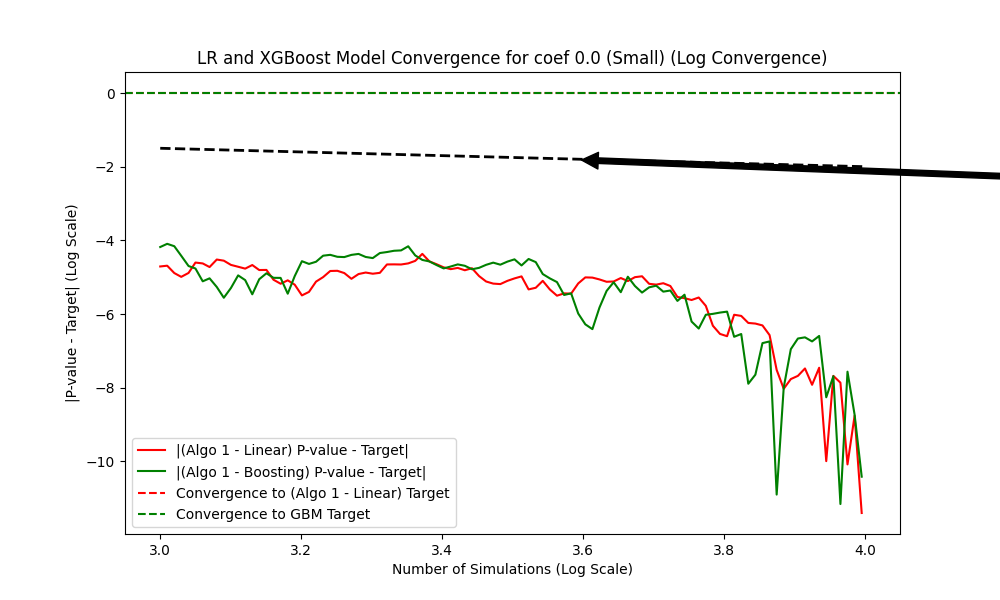 LR and XGBoost Model Convergence for coef 0.0 (Small) (Log Convergence)
|P-value - Target| (Log Scale)
0
−2
−4
−6
−8
−10
|(Algo 1 - Linear) P-value - Target|
|(Algo 1 - Boosting) P-value - Target|
Convergence to (Algo 1 - Linear) Target
Convergence to GBM Target
3.0 3.2 3.4 3.6 3.8 4.0
Number of Simulations (Log Scale)